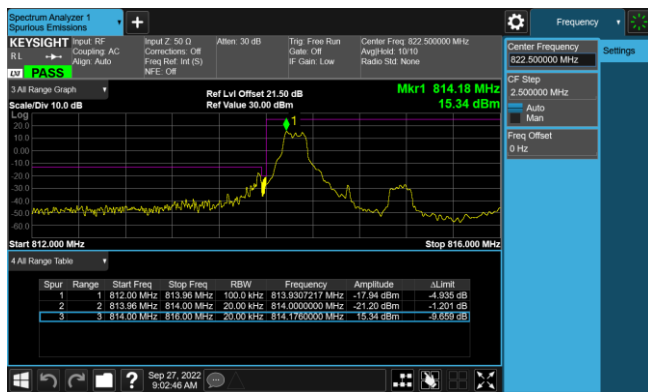 Spectrum Analyzer 1
Spurious Emissions
Frequency
KEYSIGHT
Input: RF
Coupling: AC
Align: Auto
Input Z: 50 Ω
Corrections: Off
Freq Ref: Int (S)
NFE: Off
Atten: 30 dB
Trig: Free Run
Gate: Off
IF Gain: Low
Center Freq: 822.500000 MHz
Avg|Hold: 10/10
Radio Std: None
RL
LXI
PASS
Center Frequency
822.500000 MHz
Settings
CF Step
2.500000 MHz
Auto
Man
Freq Offset
0 Hz
3 All Range Graph
Ref Lvl Offset 21.50 dB
Mkr1 814.18 MHz
Scale/Div 10.0 dB
Ref Value 30.00 dBm
15.34 dBm
Log
1
20.0
10.0
0.00
-10.0
-20.0
-30.0
-40.0
-50.0
-60.0
Start 812.000 MHz
Stop 816.000 MHz
4 All Range Table
Spur Range Start Freq Stop Freq RBW Frequency Amplitude ΔLimit
1 1 812.00 MHz 813.96 MHz 100.0 kHz 813.9307217 MHz -17.94 dBm -4.935 dB
2 2 813.96 MHz 814.00 MHz 20.00 kHz 814.0000000 MHz -21.20 dBm -1.201 dB
3 3 814.00 MHz 816.00 MHz 20.00 kHz 814.1760000 MHz 15.34 dBm -9.659 dB
?
Sep 27, 2022
9:02:46 AM